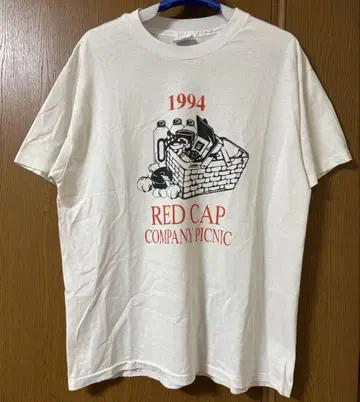 1994
RED CAP
COMPANY PICNIC